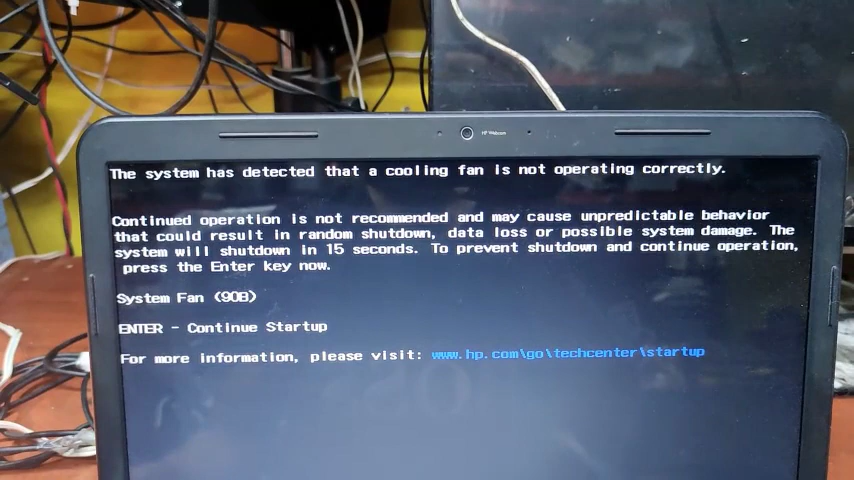 HP Webcam
The system has detected that a cooling fan is not operating correctly.
Continued operation is not recommended and may cause unpredictable behavior
that could result in random shutdown, data loss or possible system damage. The
system will shutdown in 15 seconds. To prevent shutdown and continue operation,
press the Enter key now.
System Fan (90B)
ENTER - Continue Startup
For more information, please visit: www.hp.com\go\techcenter\startup